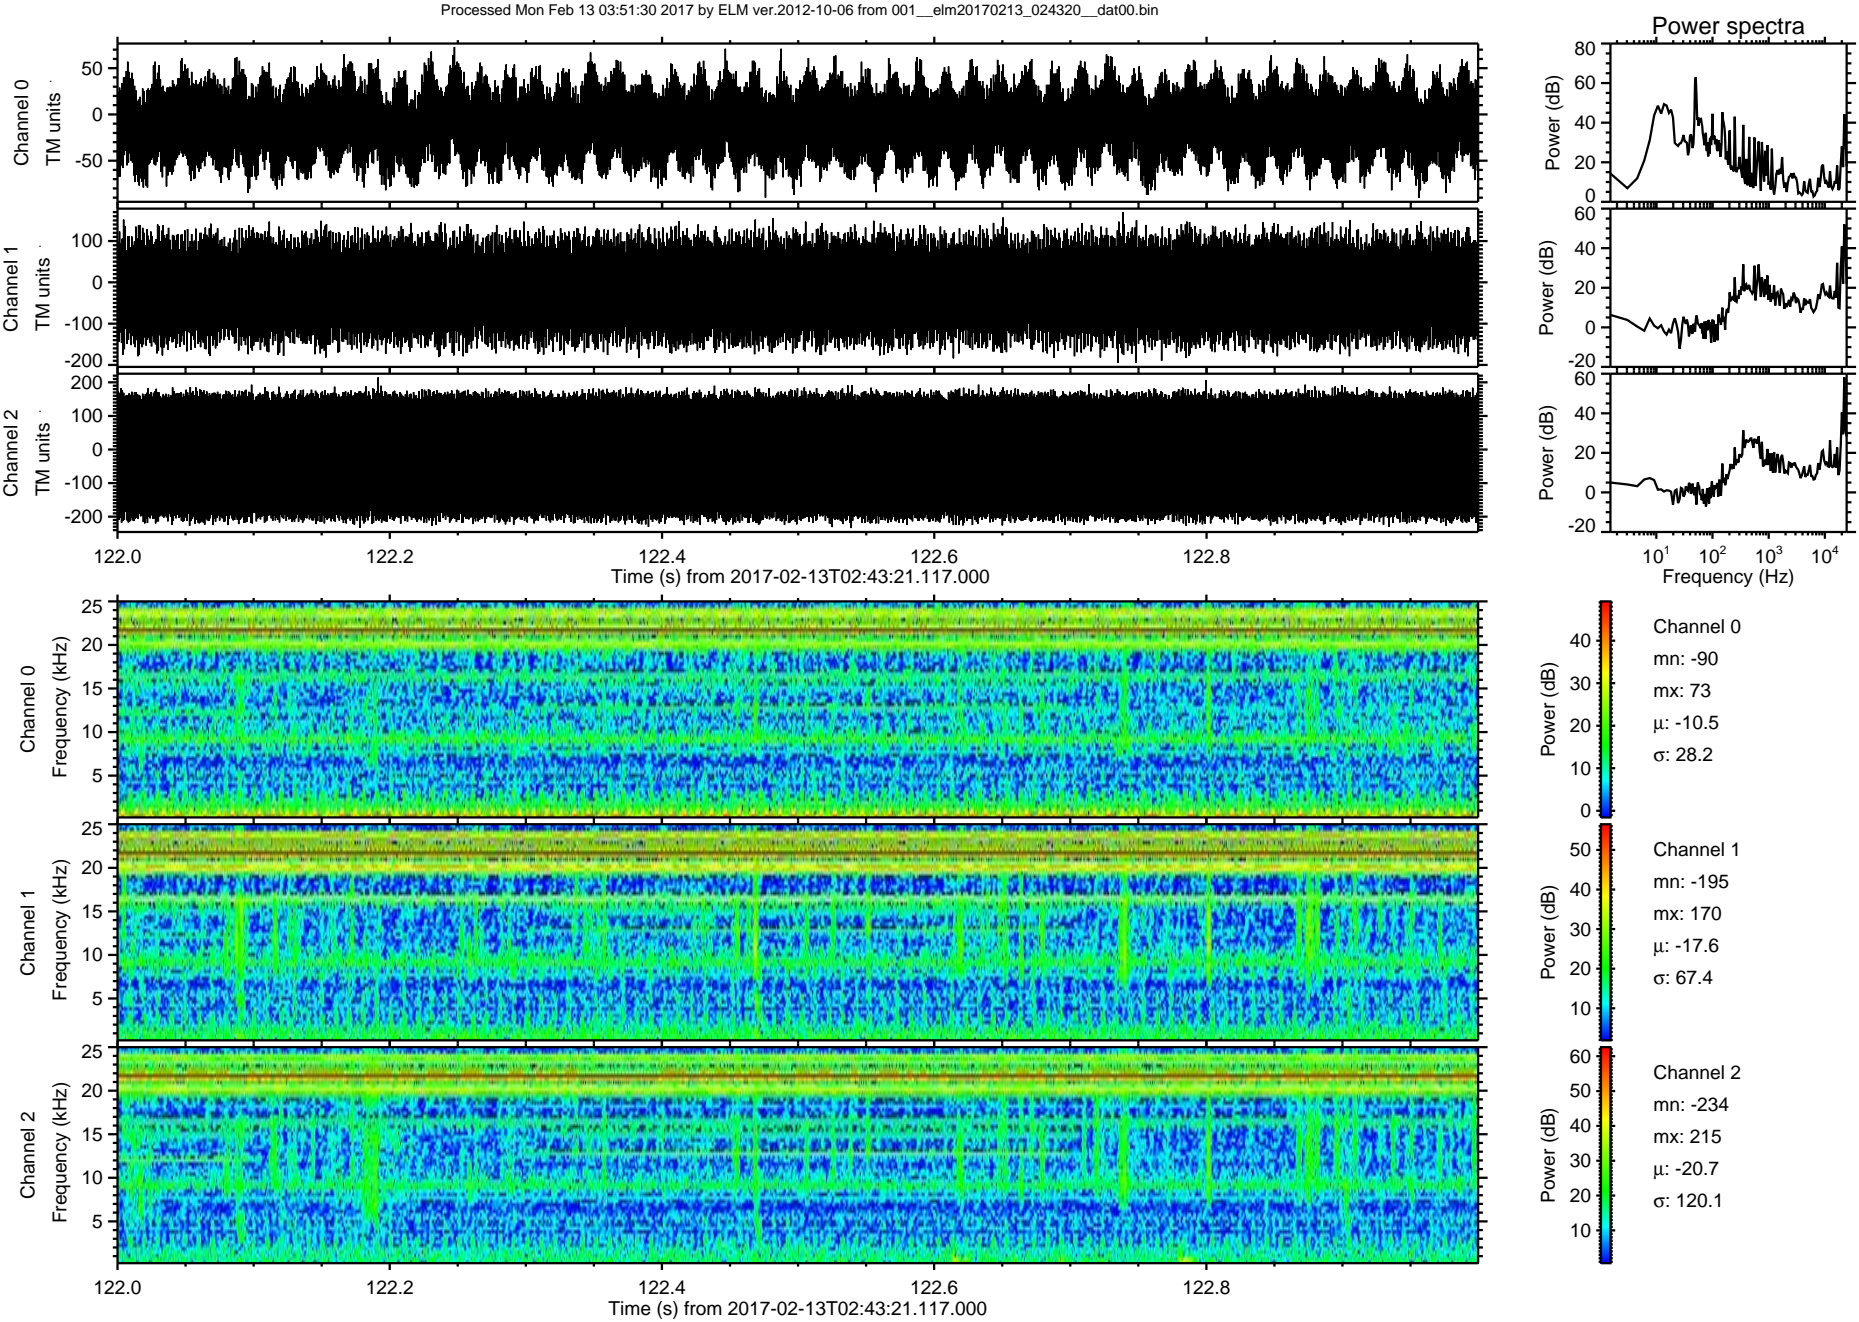 Processed Mon Feb 13 03:51:30 2017 by ELM ver.2012-10-06 from 001__elm20170213_024320__dat00.bin
Power spectra
Channel 0
TM units
50
0
-50
Power (dB)
80
60
40
20
0
Channel 1
TM units
100
0
-100
-200
Power (dB)
60
40
20
0
-20
Channel 2
TM units
200
100
0
-100
-200
Power (dB)
60
40
20
0
-20
122.0 122.2 122.4 122.6 122.8
Time (s) from 2017-02-13T02:43:21.117.000
10^1 10^2 10^3 10^4
Frequency (Hz)
Channel 0
Frequency (kHz)
25
20
15
10
5
Power (dB)
40
30
20
10
0
Channel 0
mn: -90
mx: 73
μ: -10.5
σ: 28.2
Channel 1
Frequency (kHz)
25
20
15
10
5
Power (dB)
50
40
30
20
10
Channel 1
mn: -195
mx: 170
μ: -17.6
σ: 67.4
Channel 2
Frequency (kHz)
25
20
15
10
5
Power (dB)
60
50
40
30
20
10
Channel 2
mn: -234
mx: 215
μ: -20.7
σ: 120.1
122.0 122.2 122.4 122.6 122.8
Time (s) from 2017-02-13T02:43:21.117.000